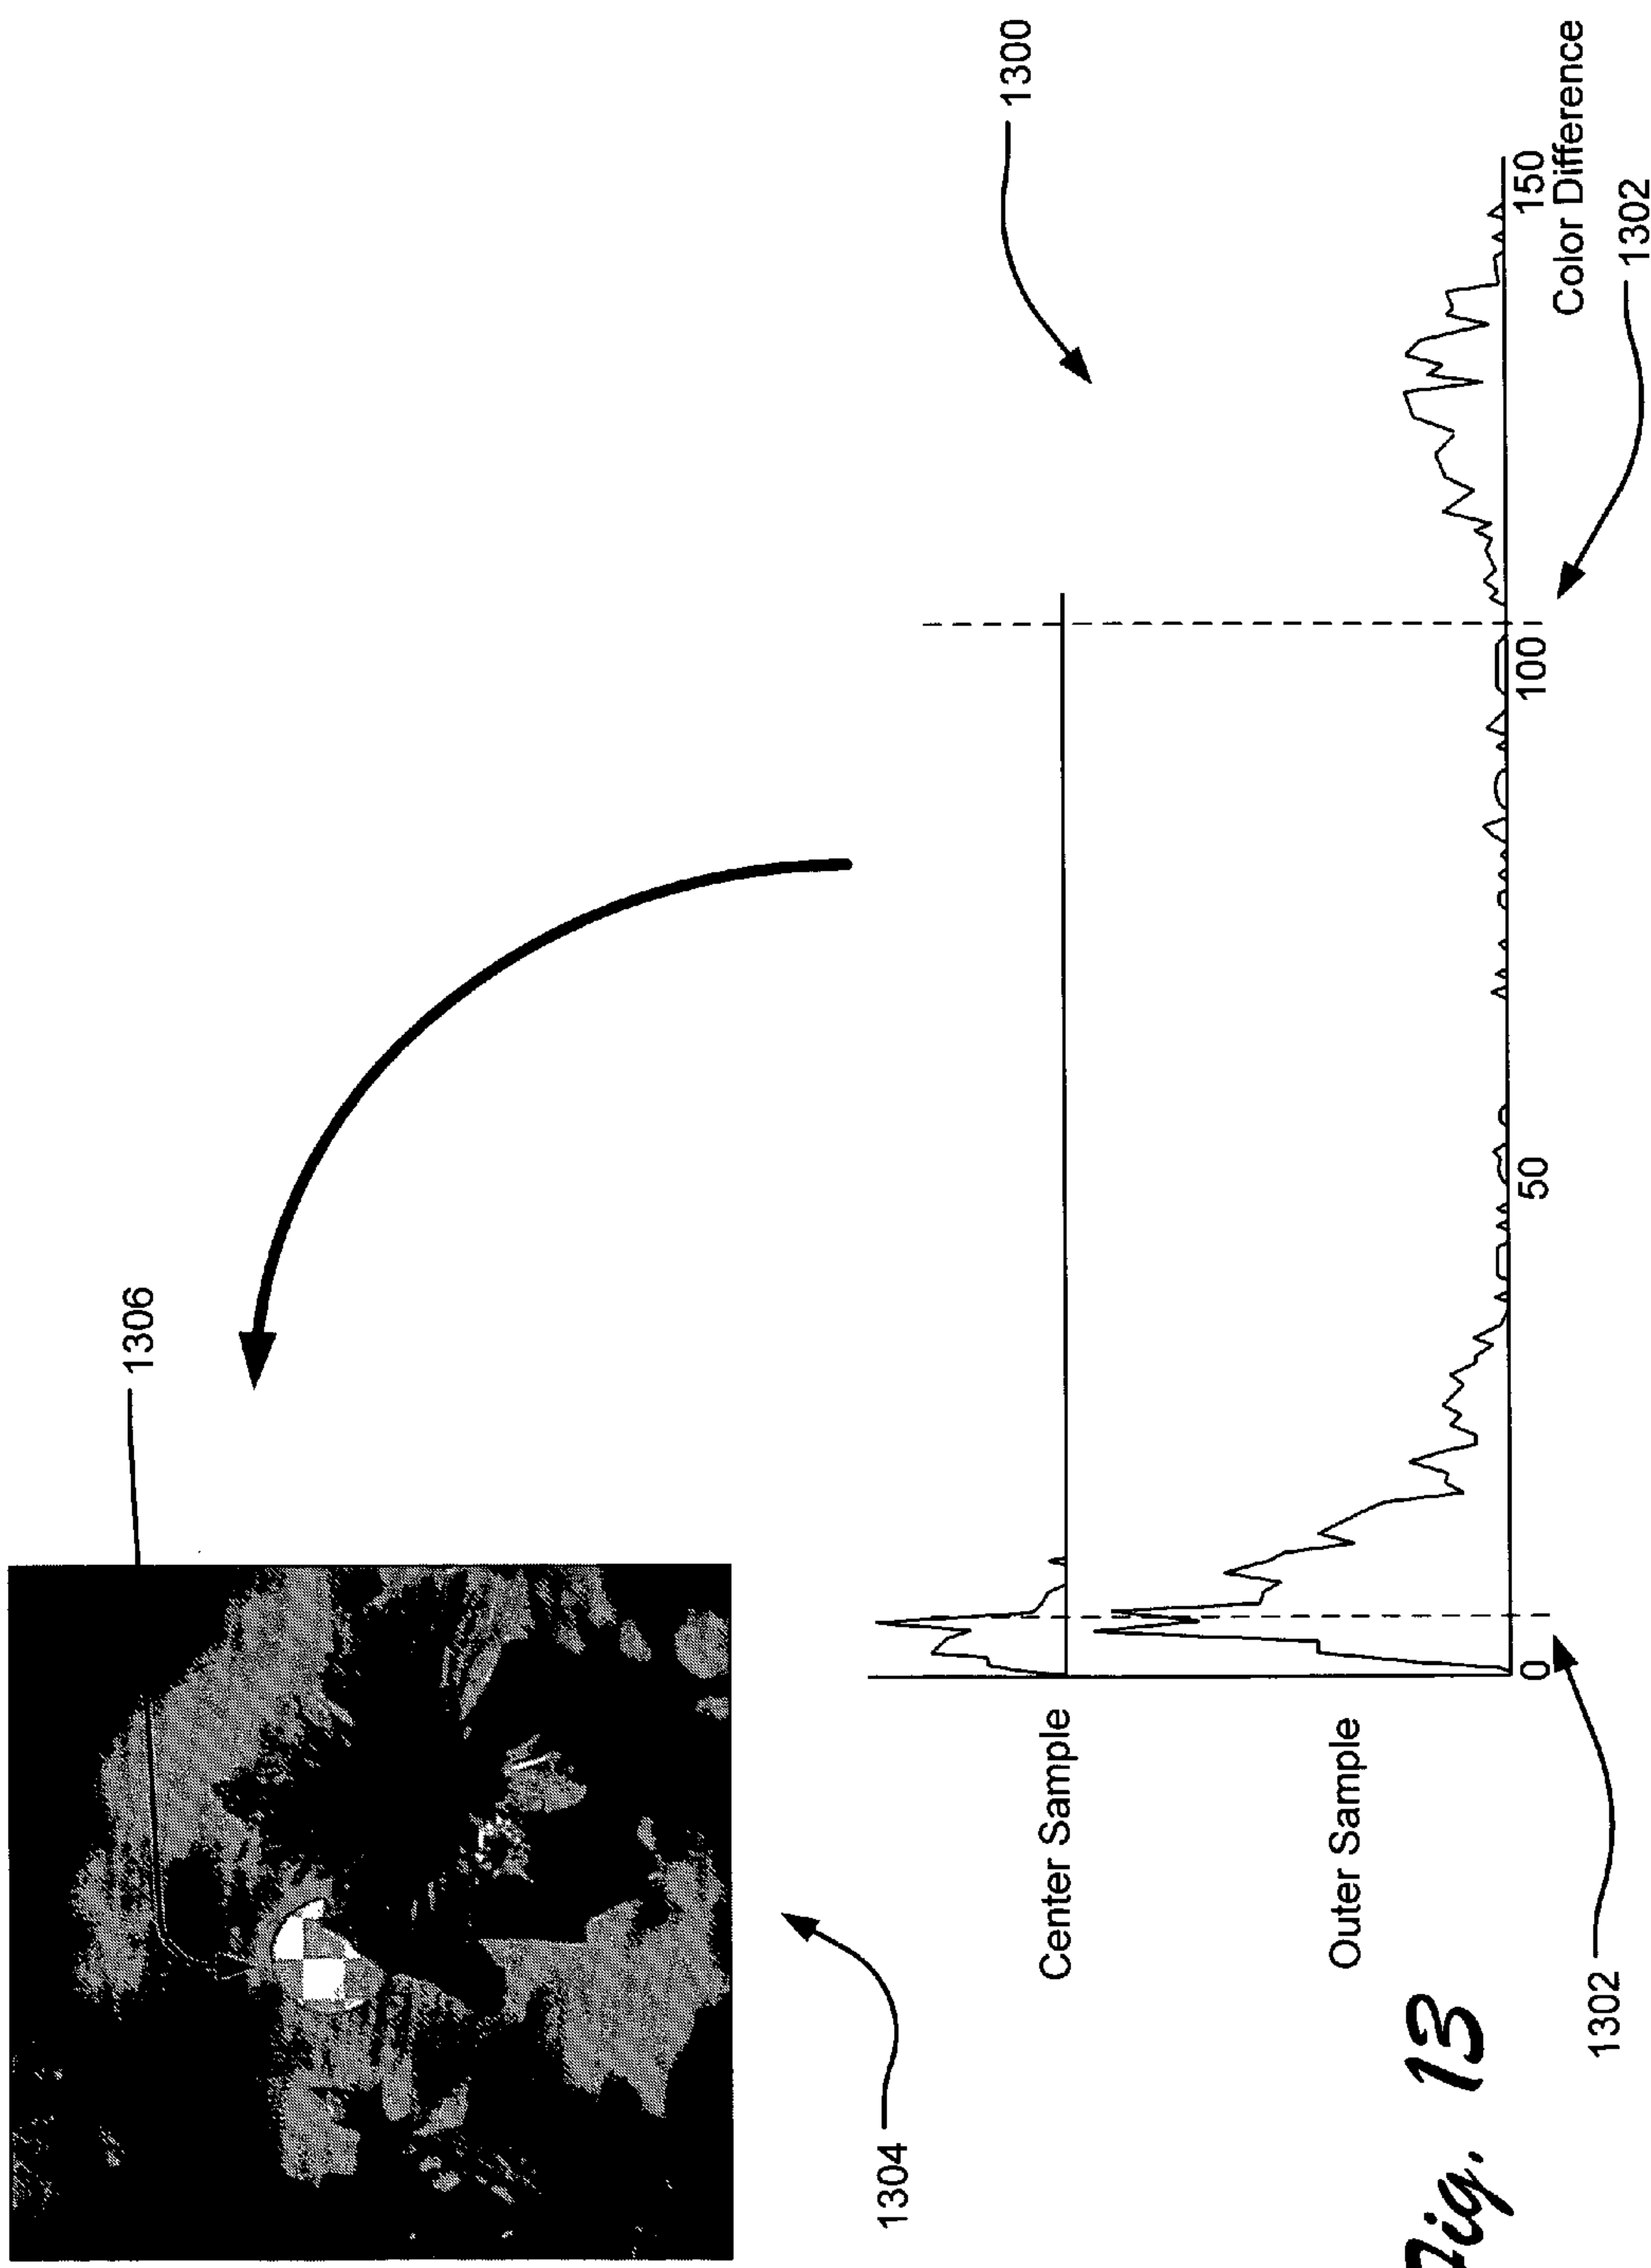 1306
1304
1300
Center Sample
Outer Sample
0
50
100
150
Color Difference
1302
1302
Fig. 13